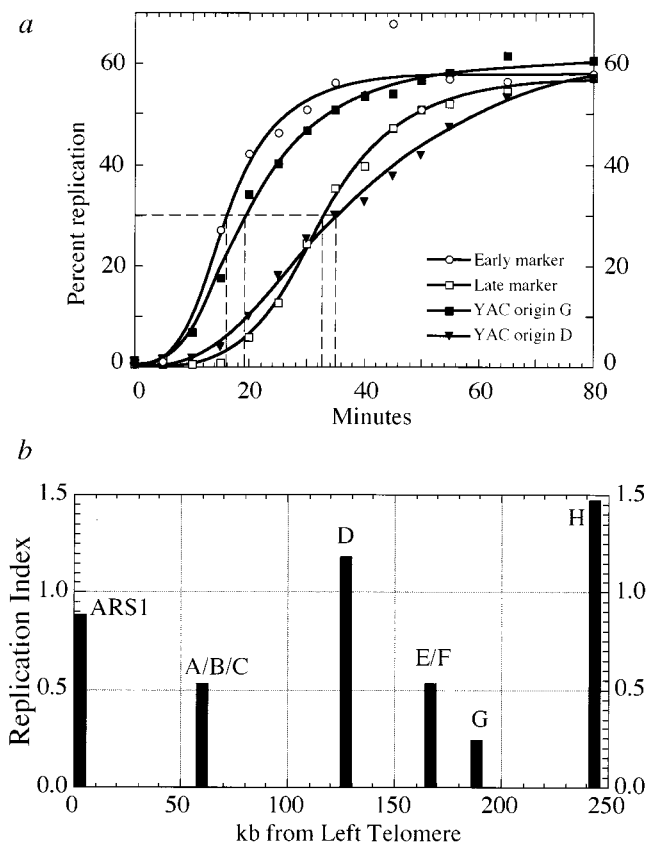 a
Percent replication
60
40
20
0
60
40
20
0
Early marker
Late marker
YAC origin G
YAC origin D
0
20
40
60
80
Minutes
b
Replication Index
1.5
1.0
0.5
0.0
1.5
1.0
0.5
0.0
ARS1
A/B/C
D
E/F
G
H
0
50
100
150
200
250
kb from Left Telomere